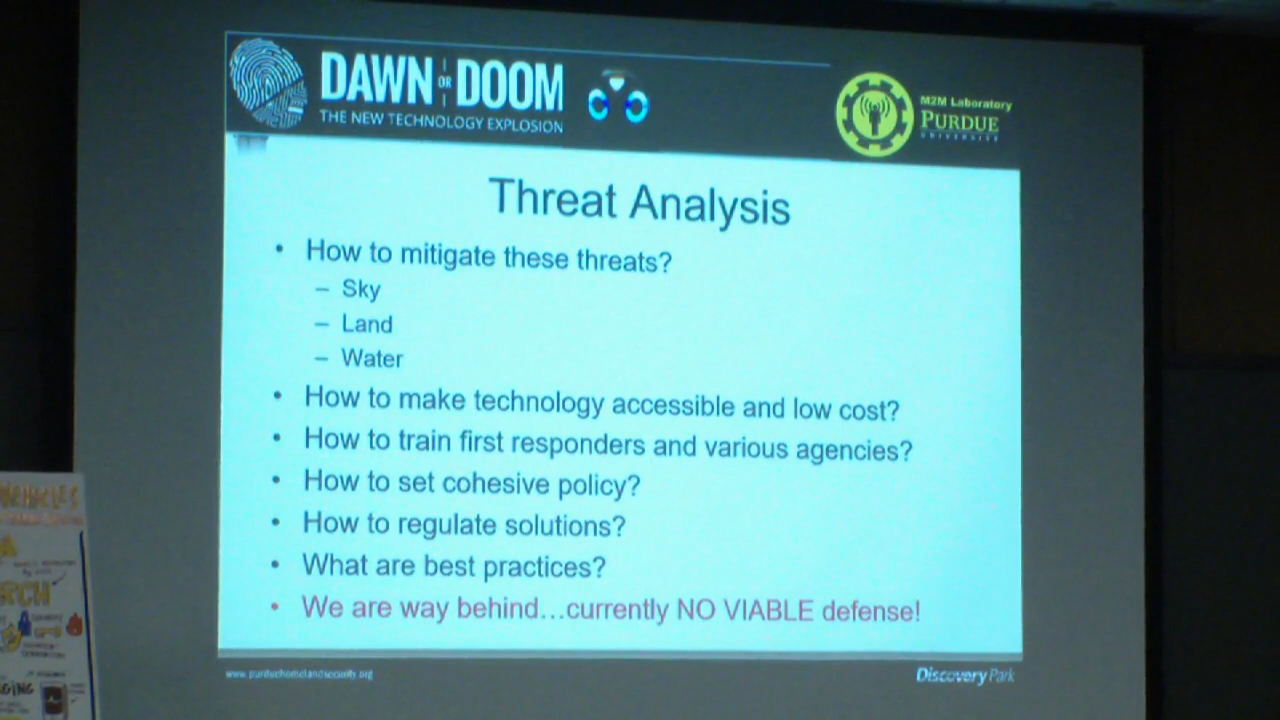 DAWN OR DOOM
THE NEW TECHNOLOGY EXPLOSION
M2M Laboratory
PURDUE
UNIVERSITY
Threat Analysis
• How to mitigate these threats?
– Sky
– Land
– Water
• How to make technology accessible and low cost?
• How to train first responders and various agencies?
• How to set cohesive policy?
• How to regulate solutions?
• What are best practices?
• We are way behind...currently NO VIABLE defense!
www.purduehomelandsecurity.org
Discovery Park
VEHICLES